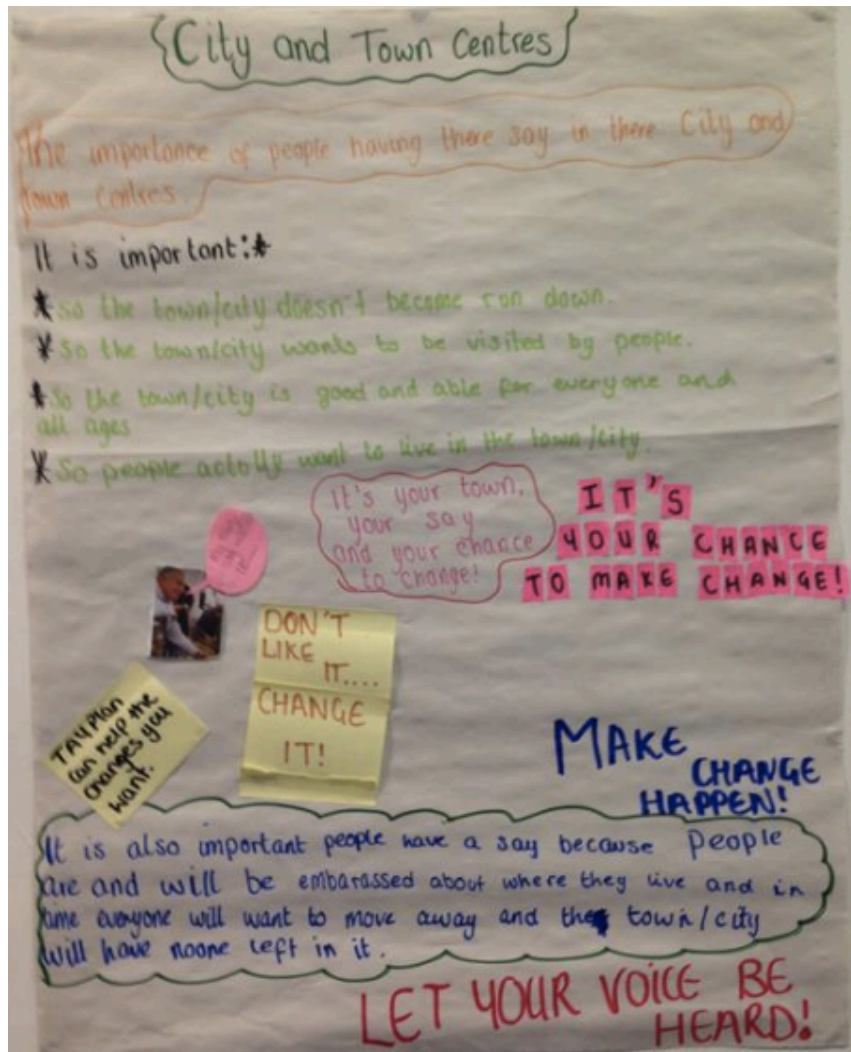 City and Town Centres
The importance of people having there say in there City and
town Centres.
It is important:*
* So the town/city doesn't become run down.
* So the town/city wants to be visited by people.
* So the town/city is good and able for everyone and
all ages
* So people actolly want to live in the town/city.
It's your town,
your say
and your chance
to change!
IT'S
YOUR CHANCE
TO MAKE CHANGE!
DON'T
LIKE
IT....
CHANGE
IT!
TAYplan
can help the
changes you
want.
MAKE
CHANGE
HAPPEN!
It is also important people have a say because People
are and will be embarassed about where they live and in
time everyone will want to move away and the town/city
will have noone left in it.
LET YOUR VOICE BE
HEARD!